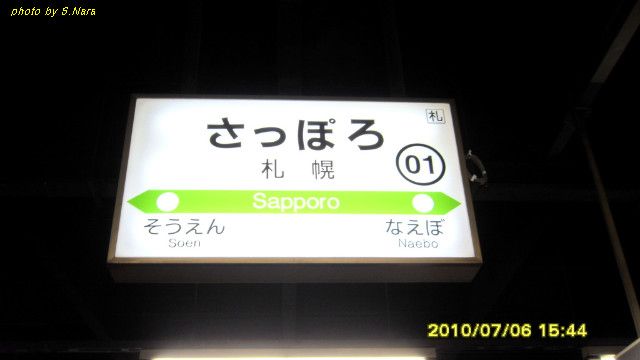 photo by S.Nara
札
さっぽろ
札幌
01
Sapporo
そうえん なえぼ
Soen Naebo
2010/07/06 15:44